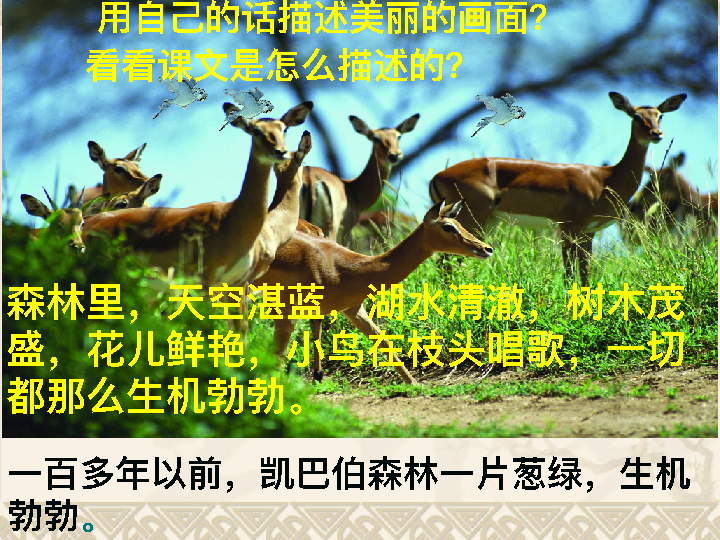 用自己的话描述美丽的画面?
看看课文是怎么描述的?
森林里，天空湛蓝，湖水清澈，树木茂
盛，花儿鲜艳，小鸟在枝头唱歌，一切
都那么生机勃勃。
一百多年以前，凯巴伯森林一片葱绿，生机
勃勃。